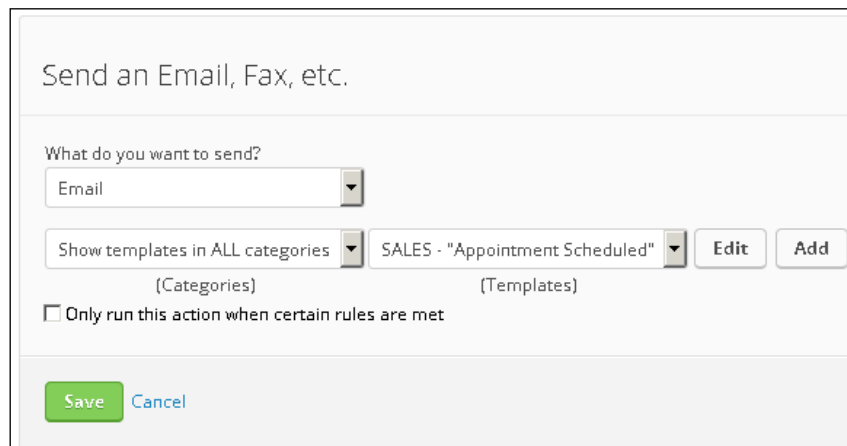 Send an Email, Fax, etc.
What do you want to send?
Email
Show templates in ALL categories SALES - "Appointment Scheduled" Edit Add
(Categories) (Templates)
Only run this action when certain rules are met
Save Cancel